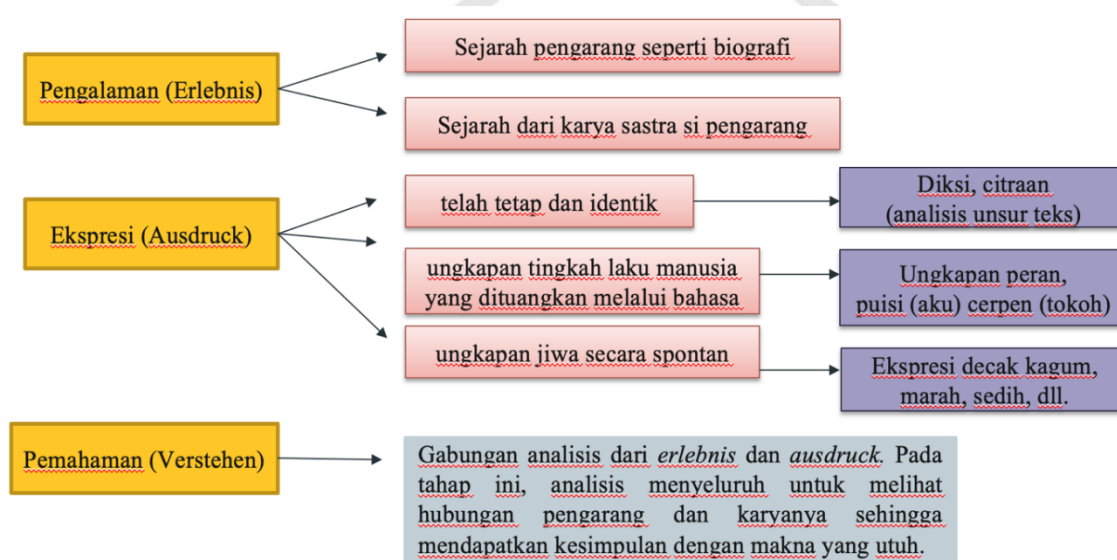 Sejarah pengarang seperti biografi
Pengalaman (Erlebnis)
Sejarah dari karya sastra si pengarang
Ekspresi (Ausdruck)
telah tetap dan identik
Diksi, citraan
(analisis unsur teks)
ungkapan tingkah laku manusia
yang dituangkan melalui bahasa
Ungkapan peran,
puisi (aku) cerpen (tokoh)
ungkapan jiwa secara spontan
Ekspresi decak kagum,
marah, sedih, dll.
Pemahaman (Verstehen)
Gabungan analisis dari erlebnis dan ausdruck. Pada
tahap ini, analisis menyeluruh untuk melihat
hubungan pengarang dan karyanya sehingga
mendapatkan kesimpulan dengan makna yang utuh.